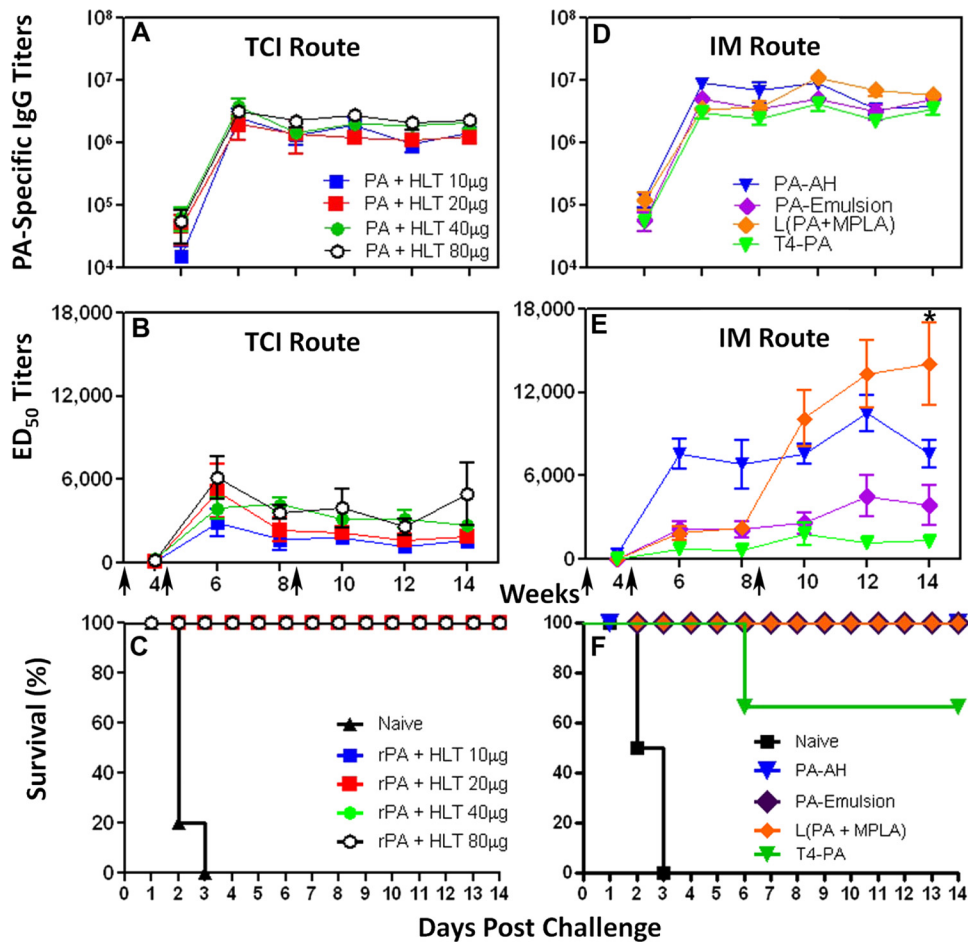 A
TCI Route
PA-Specific IgG Titers
10⁸
10⁷
10⁶
10⁵
10⁴
PA + HLT 10µg
PA + HLT 20µg
PA + HLT 40µg
PA + HLT 80µg
D
IM Route
10⁸
10⁷
10⁶
10⁵
10⁴
PA-AH
PA-Emulsion
L(PA+MPLA)
T4-PA
B
TCI Route
ED₅₀ Titers
18,000
12,000
6,000
0
4 6 8 10 12 14
E
IM Route
*
18,000
12,000
6,000
0
4 6 8 10 12 14
Weeks
C
Survival (%)
100
80
60
40
20
0
Naive
rPA + HLT 10µg
rPA + HLT 20µg
rPA + HLT 40µg
rPA + HLT 80µg
0 1 2 3 4 5 6 7 8 9 10 11 12 13 14
F
100
80
60
40
20
0
Naive
PA-AH
PA-Emulsion
L(PA + MPLA)
T4-PA
0 1 2 3 4 5 6 7 8 9 10 11 12 13 14
Days Post Challenge